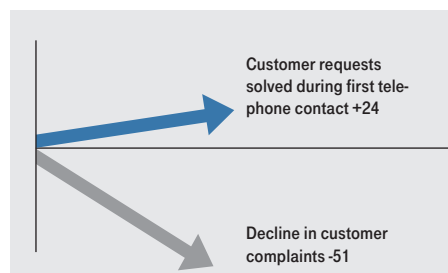 Customer requests
solved during first tele-
phone contact +24
Decline in customer
complaints -51